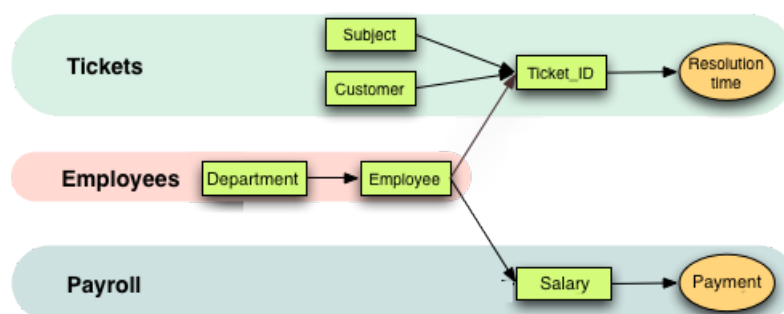 Tickets
Subject
Customer
Ticket_ID
Resolution
time
Employees
Department
Employee
Payroll
Salary
Payment